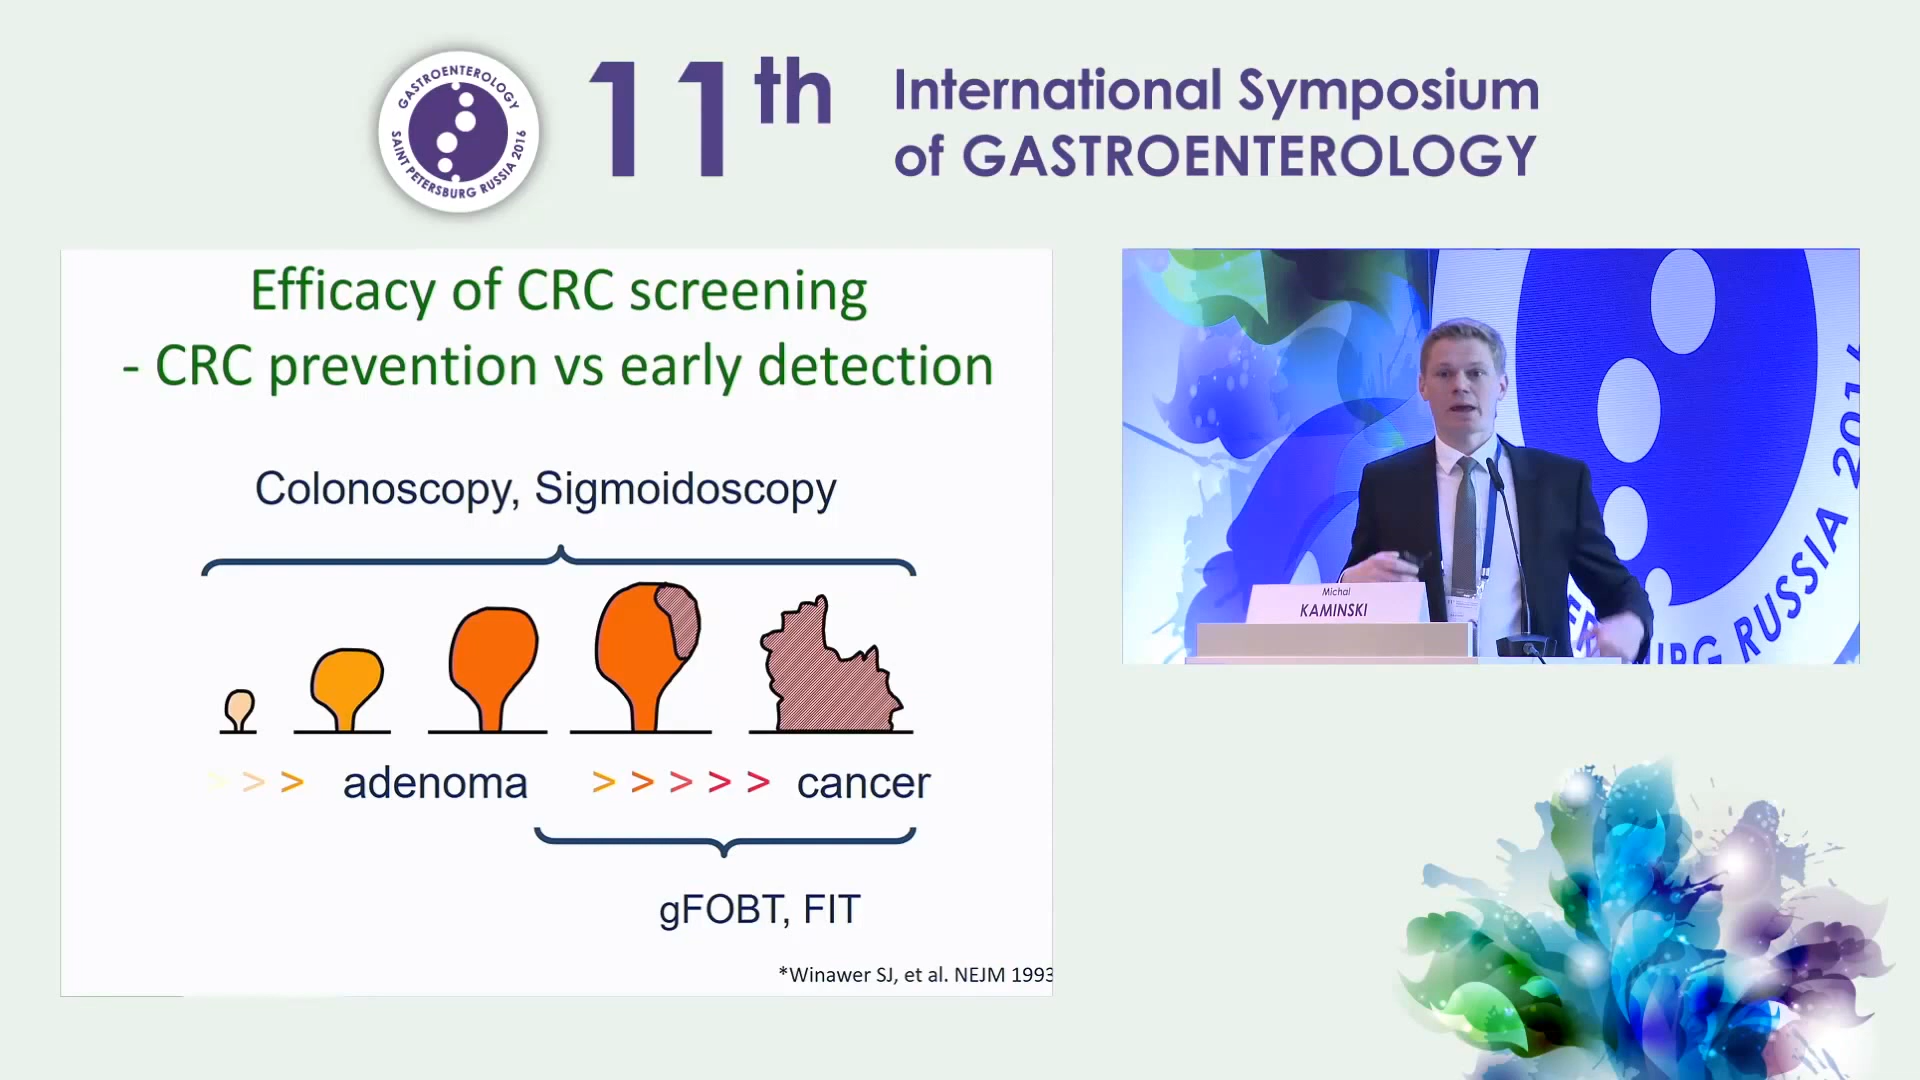 GASTROENTEROLOGY
SAINT PETERSBURG RUSSIA 2016
11th
International Symposium
of GASTROENTEROLOGY
Efficacy of CRC screening
- CRC prevention vs early detection
Colonoscopy, Sigmoidoscopy
> > > adenoma > > > > > cancer
gFOBT, FIT
*Winawer SJ, et al. NEJM 1993
Michal
KAMINSKI
RUSSIA